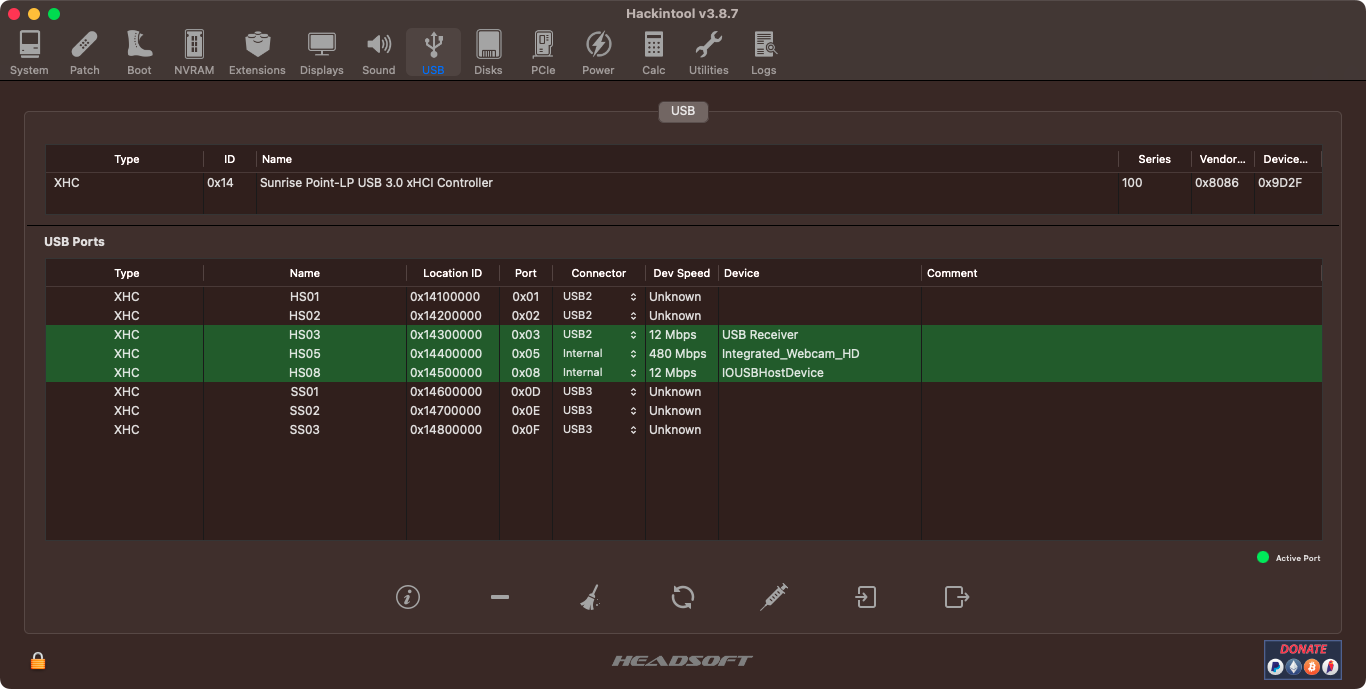 Hackintool v3.8.7
System Patch Boot NVRAM Extensions Displays Sound USB Disks PCIe Power Calc Utilities Logs
USB
Type ID Name Series Vendor... Device...
XHC 0x14 Sunrise Point-LP USB 3.0 xHCI Controller 100 0x8086 0x9D2F
USB Ports
Type Name Location ID Port Connector Dev Speed Device Comment
XHC HS01 0x14100000 0x01 USB2 Unknown
XHC HS02 0x14200000 0x02 USB2 Unknown
XHC HS03 0x14300000 0x03 USB2 12 Mbps USB Receiver
XHC HS05 0x14400000 0x05 Internal 480 Mbps Integrated_Webcam_HD
XHC HS08 0x14500000 0x08 Internal 12 Mbps IOUSBHostDevice
XHC SS01 0x14600000 0x0D USB3 Unknown
XHC SS02 0x14700000 0x0E USB3 Unknown
XHC SS03 0x14800000 0x0F USB3 Unknown
Active Port
HEADSOFT
DONATE